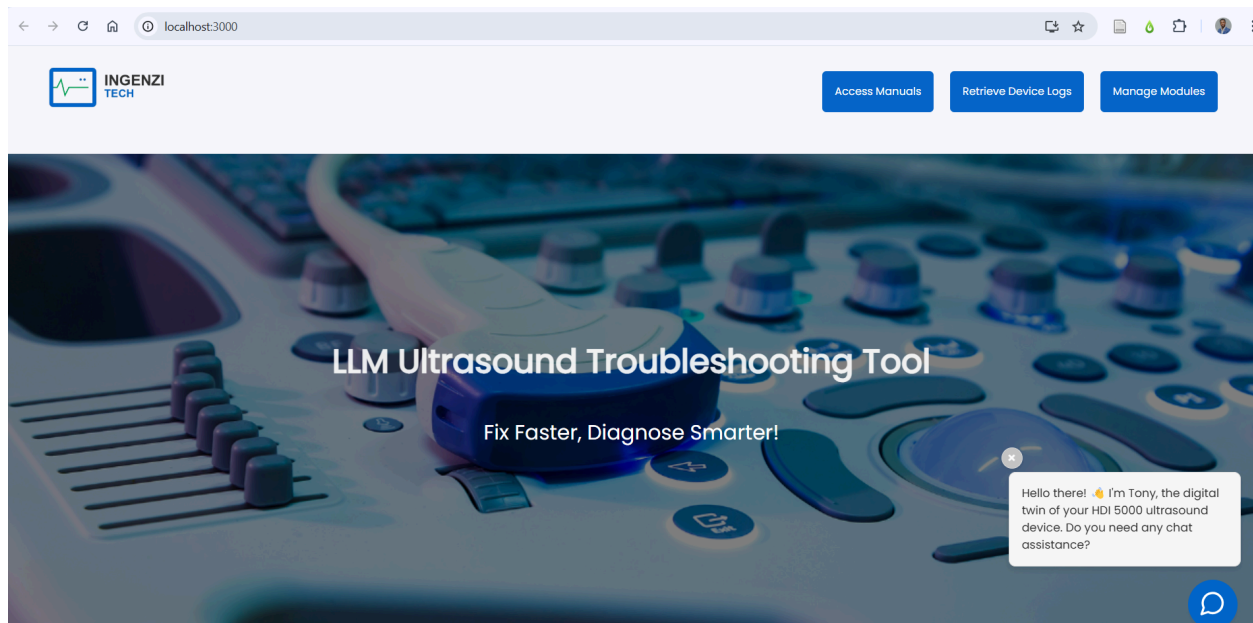 localhost:3000
INGENZI
TECH
Access Manuals
Retrieve Device Logs
Manage Modules
LLM Ultrasound Troubleshooting Tool
Fix Faster, Diagnose Smarter!
Hello there! 👋 I'm Tony, the digital
twin of your HDI 5000 ultrasound
device. Do you need any chat
assistance?